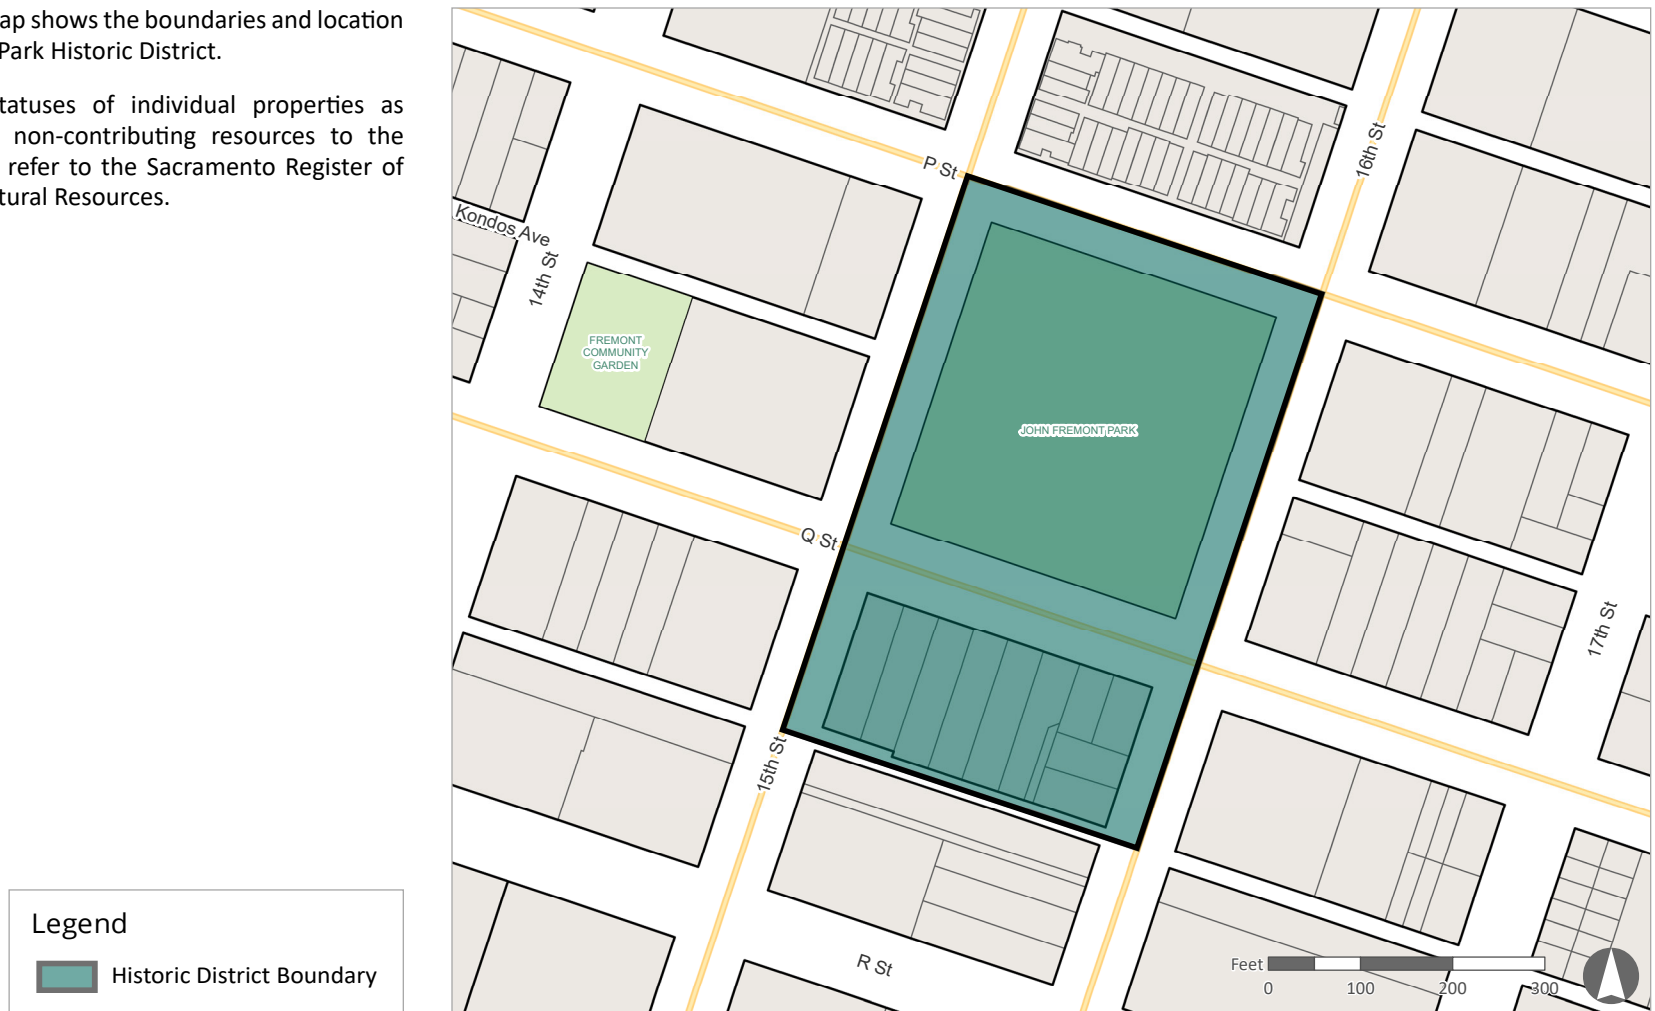 ap shows the boundaries and location
Park Historic District.
tatuses of individual properties as
non-contributing resources to the
refer to the Sacramento Register of
tural Resources.
P St
16th St
Kondos Ave
14th St
FREMONT
COMMUNITY
GARDEN
JOHN FREMONT PARK
Q St
17th St
15th St
R St
Legend
Historic District Boundary
Feet
0 100 200 300